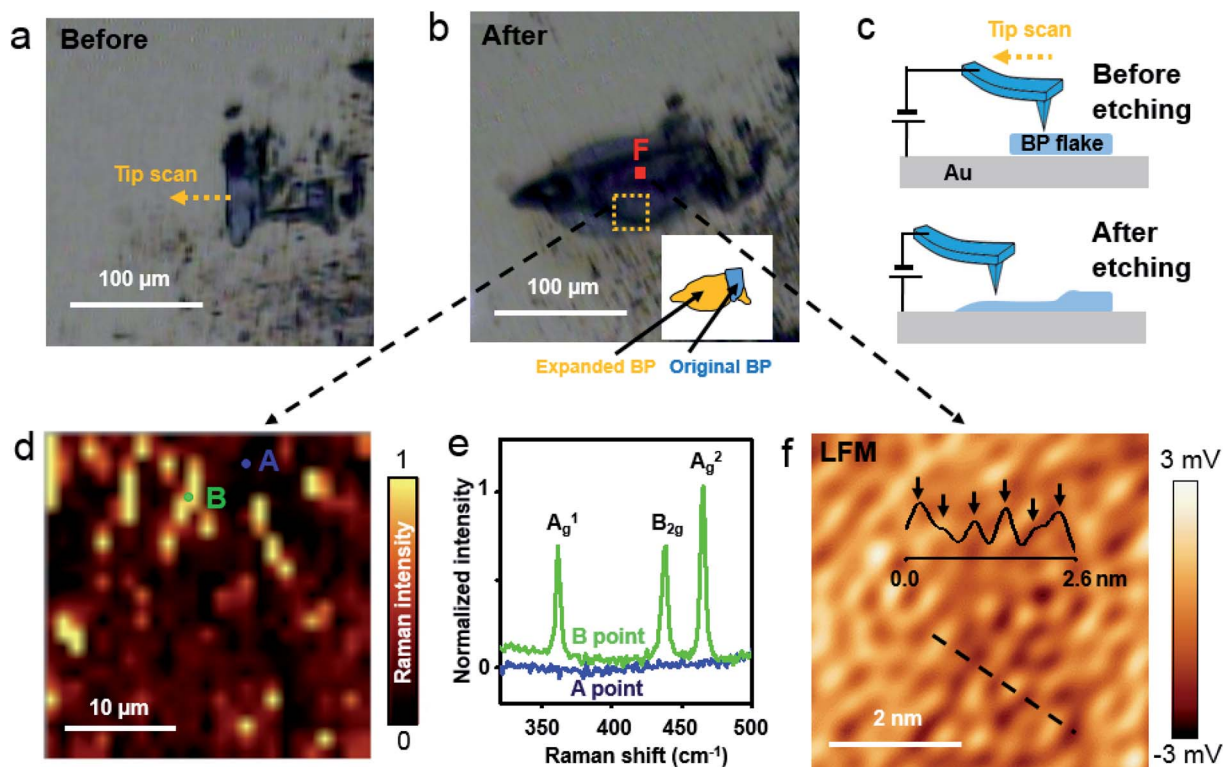 a
Before
Tip scan
100 µm
b
After
F
100 µm
Expanded BP
Original BP
c
Tip scan
Before
etching
BP flake
Au
After
etching
d
A
B
10 µm
1
Raman intensity
0
e
Normalized intensity
1
0
A_g^1
B_2g
A_g^2
B point
A point
350
400
450
500
Raman shift (cm⁻¹)
f
LFM
0.0
2.6 nm
2 nm
3 mV
-3 mV